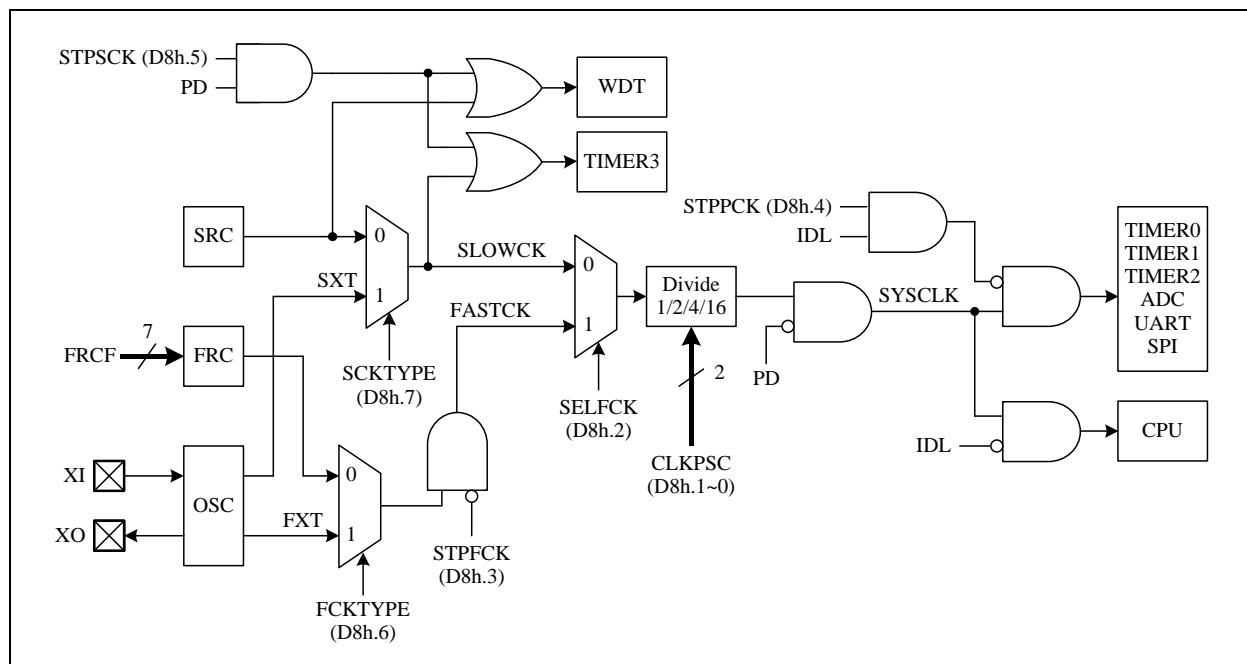 STPSCK (D8h.5)
PD
WDT
TIMER3
STPPCK (D8h.4)
IDL
SRC
0
SLOWCK
SXT
1
FASTCK
0
1
Divide
1/2/4/16
SYSCLK
TIMER0
TIMER1
TIMER2
ADC
UART
SPI
FRCF
7
FRC
SCKTYPE
(D8h.7)
SELFCK
(D8h.2)
2
PD
CLKPSC
(D8h.1~0)
IDL
CPU
XI
XO
OSC
FXT
0
1
STPFCK
(D8h.3)
FCKTYPE
(D8h.6)